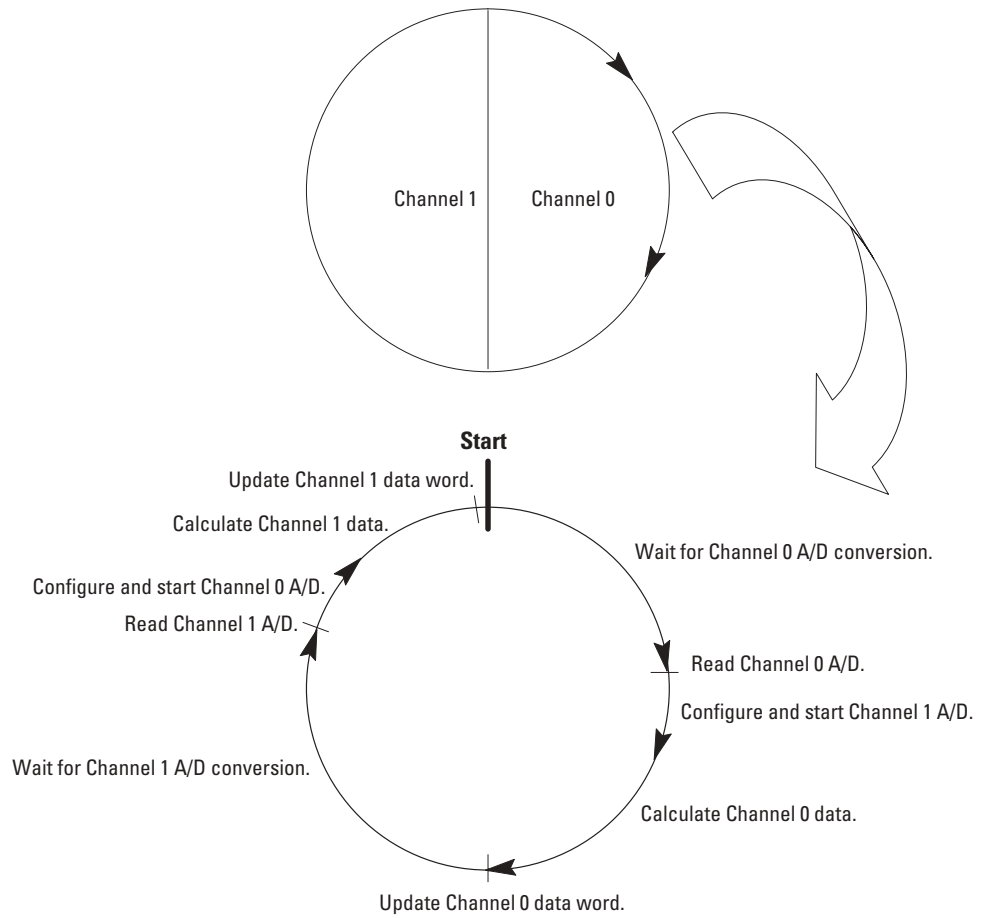 Channel 1
Channel 0
Start
Update Channel 1 data word.
Calculate Channel 1 data.
Wait for Channel 0 A/D conversion.
Configure and start Channel 0 A/D.
Read Channel 1 A/D.
Read Channel 0 A/D.
Configure and start Channel 1 A/D.
Wait for Channel 1 A/D conversion.
Calculate Channel 0 data.
Update Channel 0 data word.